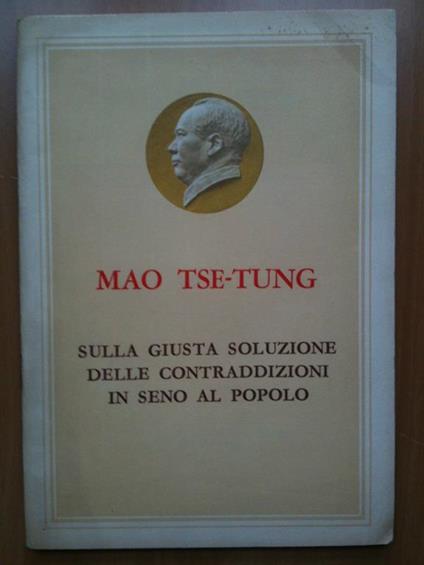 MAO TSE-TUNG
SULLA GIUSTA SOLUZIONE
DELLE CONTRADDIZIONI
IN SENO AL POPOLO